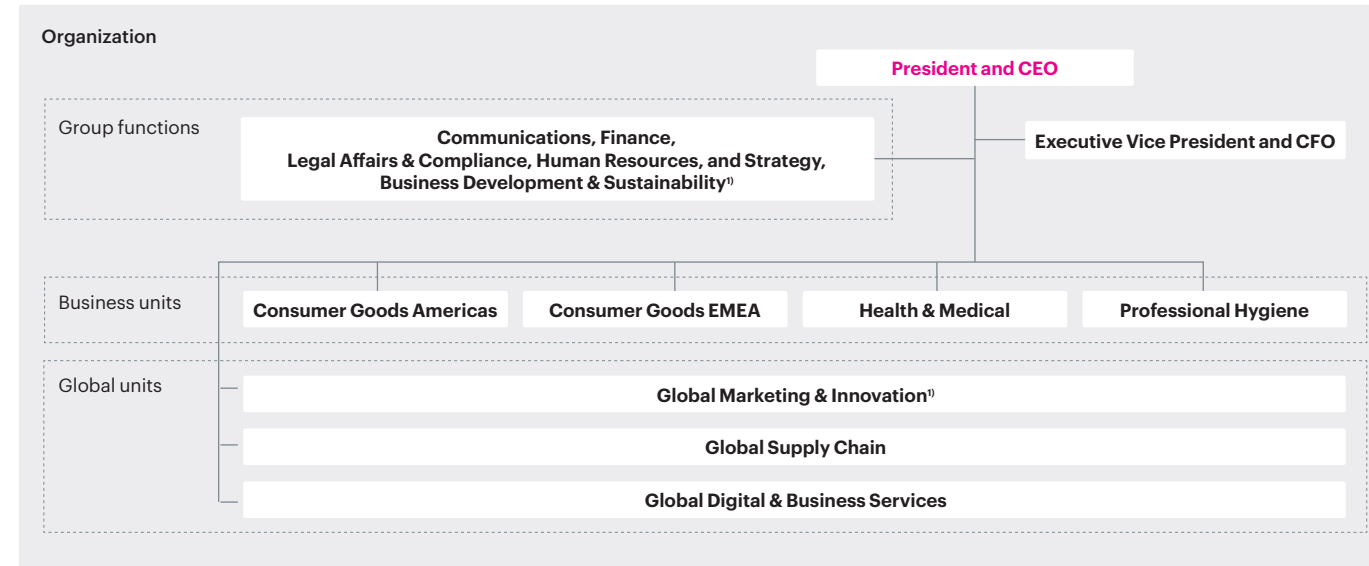 Organization
President and CEO
Group functions
Communications, Finance,
Legal Affairs & Compliance, Human Resources, and Strategy,
Business Development & Sustainability¹⁾
Executive Vice President and CFO
Business units
Consumer Goods Americas
Consumer Goods EMEA
Health & Medical
Professional Hygiene
Global units
Global Marketing & Innovation¹⁾
Global Supply Chain
Global Digital & Business Services